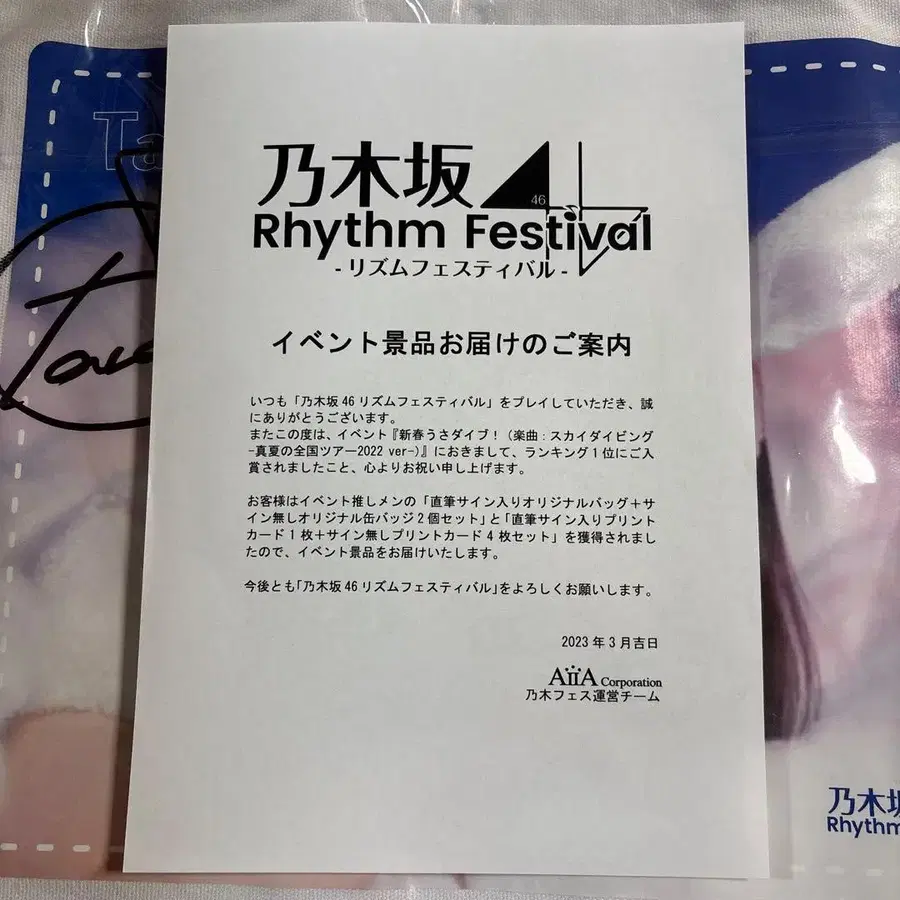 乃木坂
46
Rhythm Festival
- リズムフェスティバル -
イベント景品お届けのご案内
いつも「乃木坂 46 リズムフェスティバル」をプレイしていただき、誠
にありがとうございます。
またこの度は、イベント『新春うさダイブ！（楽曲：スカイダイビング
-真夏の全国ツアー2022 ver-)』におきまして、ランキング1位にご入
賞されましたこと、心よりお祝い申し上げます。
お客様はイベント推しメンの「直筆サイン入りオリジナルバッグ＋サ
イン無しオリジナル缶バッジ2個セット」と「直筆サイン入りプリント
カード1枚＋サイン無しプリントカード4枚セット」を獲得されまし
たので、イベント景品をお届けいたします。
今後とも「乃木坂 46 リズムフェスティバル」をよろしくお願いします。
2023 年 3 月吉日
AiiA Corporation
乃木フェス運営チーム
乃木
Rhythm